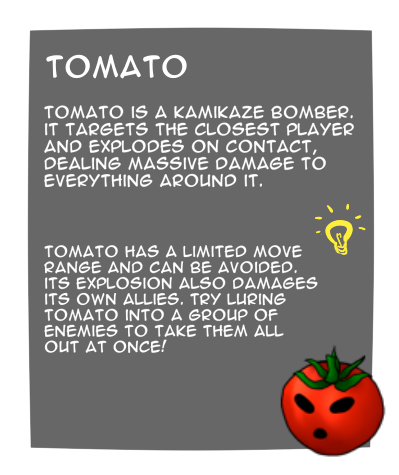 TOMATO
TOMATO IS A KAMIKAZE BOMBER.
IT TARGETS THE CLOSEST PLAYER
AND EXPLODES ON CONTACT,
DEALING MASSIVE DAMAGE TO
EVERYTHING AROUND IT.
TOMATO HAS A LIMITED MOVE
RANGE AND CAN BE AVOIDED.
ITS EXPLOSION ALSO DAMAGES
ITS OWN ALLIES. TRY LURING
TOMATO INTO A GROUP OF
ENEMIES TO TAKE THEM ALL
OUT AT ONCE!